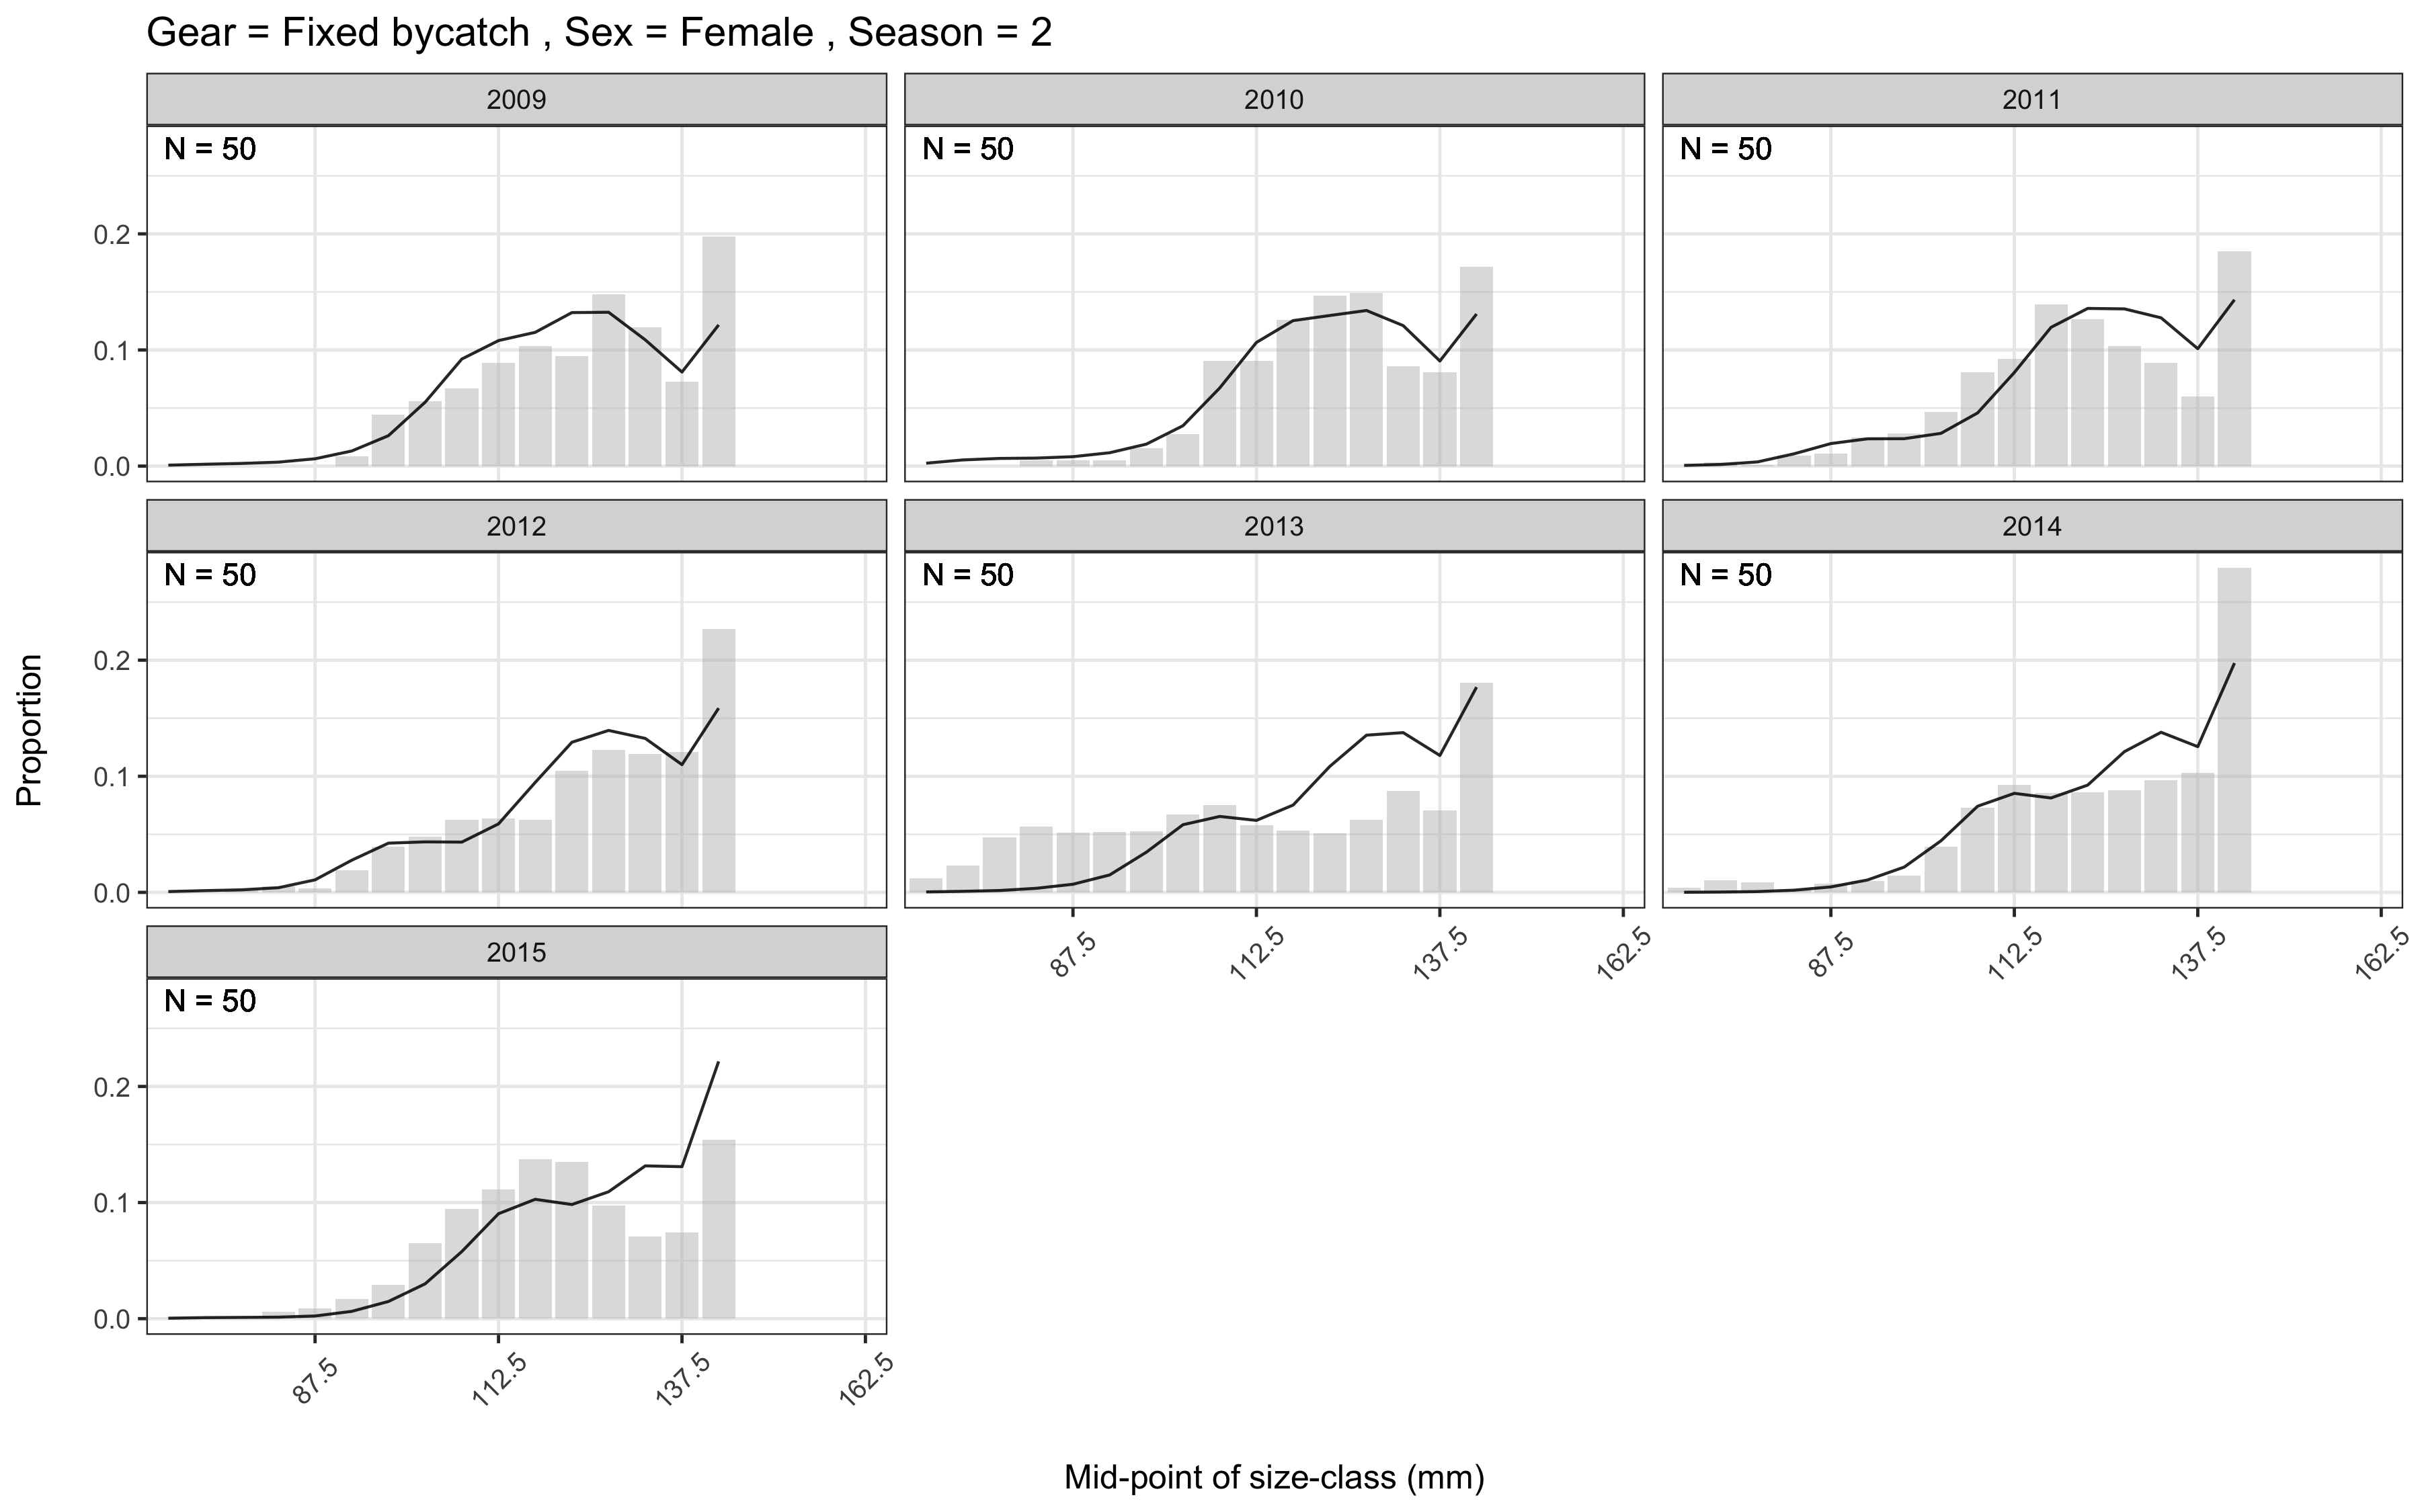 Gear = Fixed bycatch , Sex = Female , Season = 2
2009 2010 2011
N = 50 N = 50 N = 50
0.2
0.1
0.0
2012 2013 2014
N = 50 N = 50 N = 50
0.2
0.1
0.0
87.5 112.5 137.5 162.5 87.5 112.5 137.5 162.5
2015
N = 50
0.2
0.1
0.0
87.5 112.5 137.5 162.5
Proportion
Mid-point of size-class (mm)